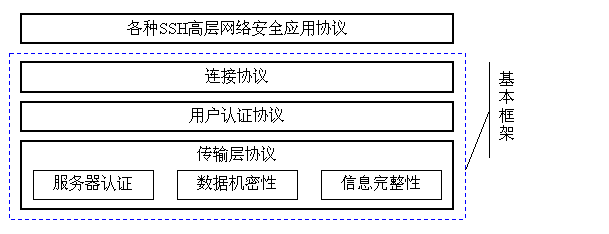 各种SSH高层网络安全应用协议
连接协议
用户认证协议
传输层协议
服务器认证
数据机密性
信息完整性
基本框架